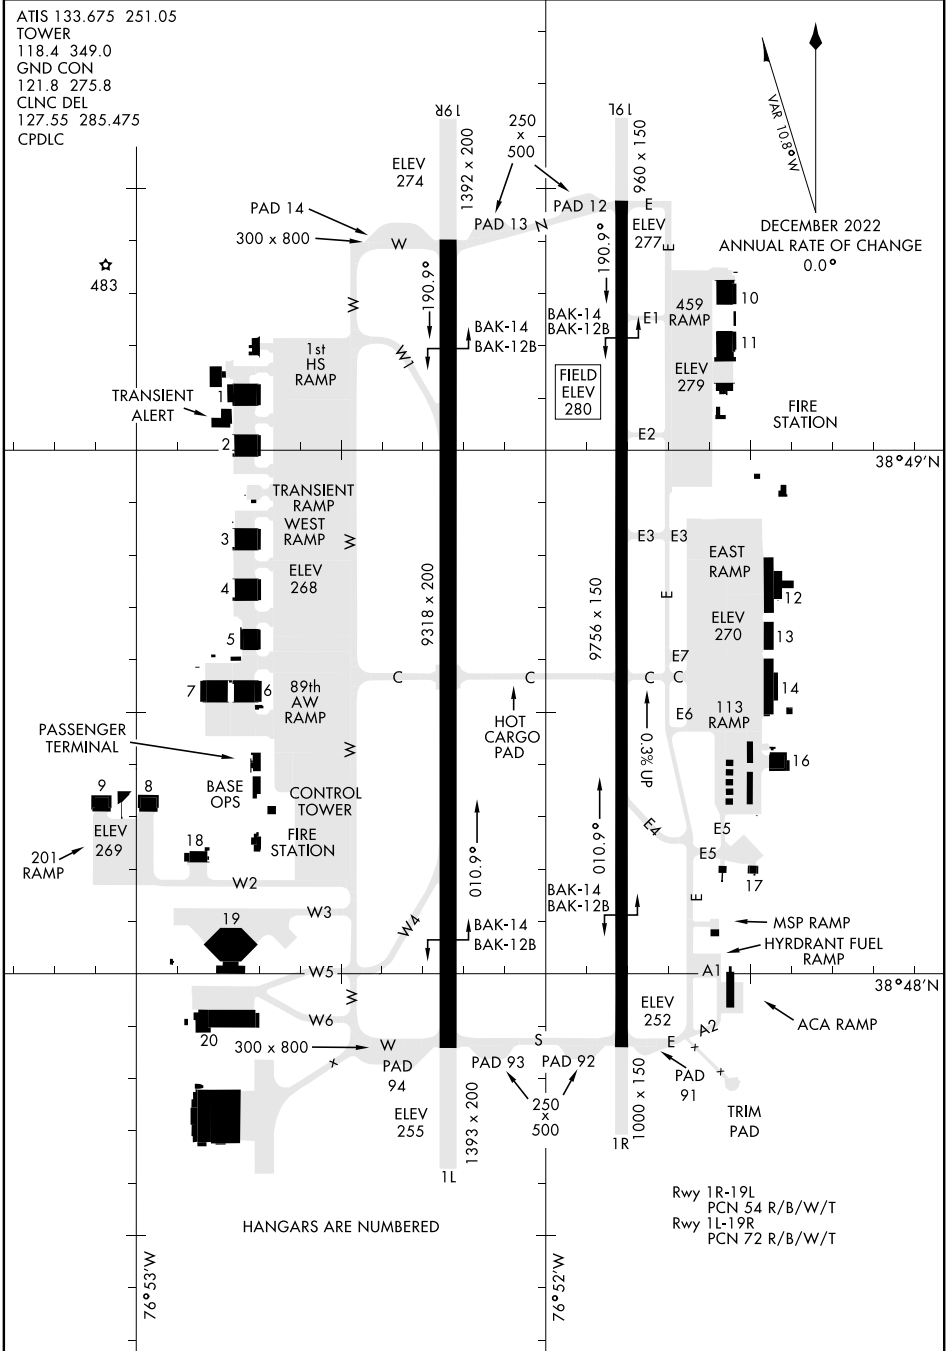 ATIS 133.675 251.05
TOWER
118.4 349.0
GND CON
121.8 275.8
CLNC DEL
127.55 285.475
CPDLC
19R
19L
250
x
500
1392 x 200
960 x 150
VAR 10.8°W
ELEV
274
PAD 14
300 x 800
W
PAD 13
N
PAD 12
E
ELEV
277
E
DECEMBER 2022
ANNUAL RATE OF CHANGE
0.0°
483
190.9°
190.9°
W
459
RAMP
10
BAK-14
BAK-12B
BAK-14
BAK-12B
E1
11
1st
HS
RAMP
W1
FIELD
ELEV
280
ELEV
279
TRANSIENT
ALERT
1
FIRE
STATION
2
E2
38°49'N
TRANSIENT
RAMP
WEST
RAMP
3
W
E3
E3
EAST
RAMP
ELEV
268
4
9318 x 200
9756 x 150
E
12
ELEV
270
5
13
E7
C
C
C
C
7
6
89th
AW
RAMP
14
113
RAMP
E6
HOT
CARGO
PAD
0.3% UP
PASSENGER
TERMINAL
W
16
BASE
OPS
CONTROL
TOWER
9
8
ELEV
269
FIRE
STATION
18
201
RAMP
010.9°
010.9°
E4
E5
E5
17
W2
BAK-14
BAK-12B
E
W3
19
W4
BAK-14
BAK-12B
MSP RAMP
HYRDRANT FUEL
RAMP
W5
A1
38°48'N
W
ELEV
252
W6
20
A2
ACA RAMP
300 x 800
W
S
E
x
x
x
PAD
94
PAD 93
PAD 92
PAD
91
ELEV
255
1393 x 200
250
x
500
1000 x 150
TRIM
PAD
1R
1L
Rwy 1R-19L
PCN 54 R/B/W/T
Rwy 1L-19R
PCN 72 R/B/W/T
HANGARS ARE NUMBERED
76°53'W
76°52'W